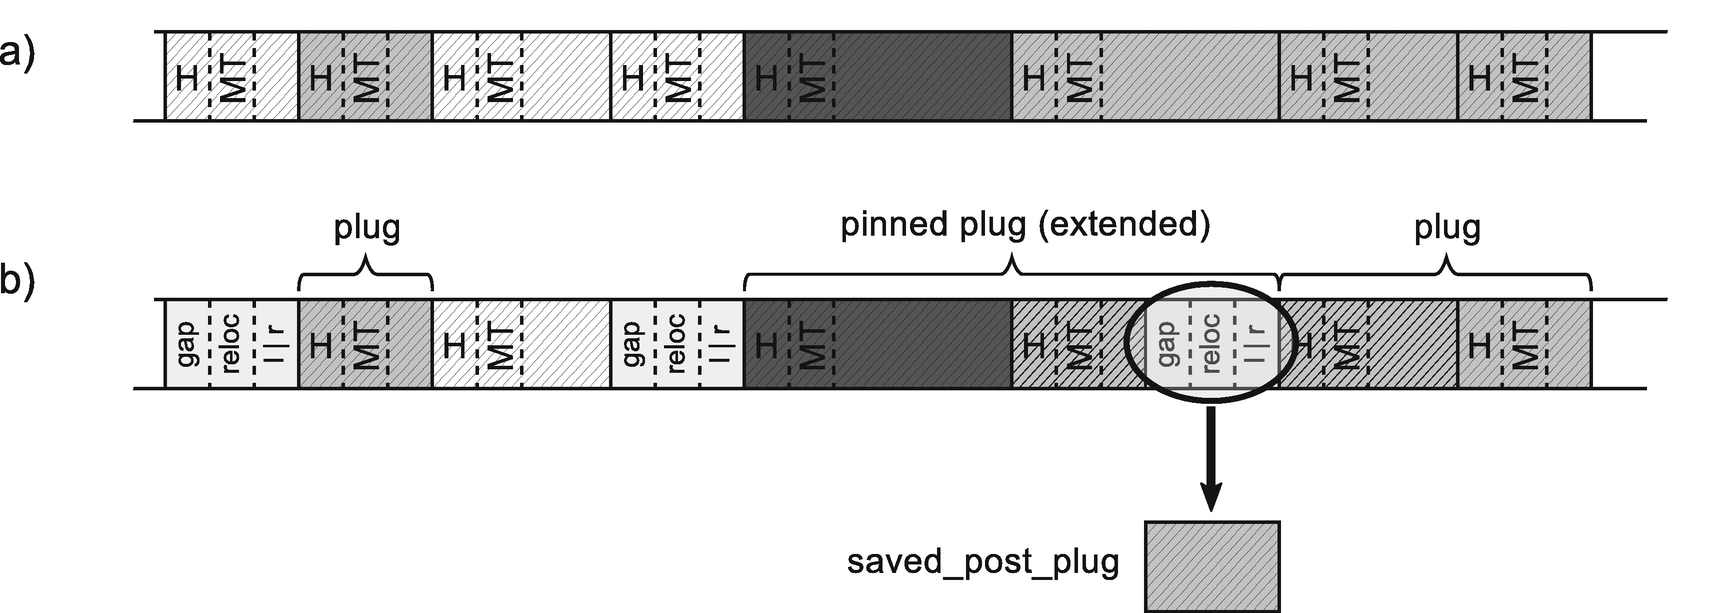 a)
H MT H MT H MT H MT H MT H MT H MT H MT
plug pinned plug (extended) plug
b)
gap reloc l | r H MT H MT gap reloc l | r H MT H MT gap reloc l | r H MT H MT
saved_post_plug